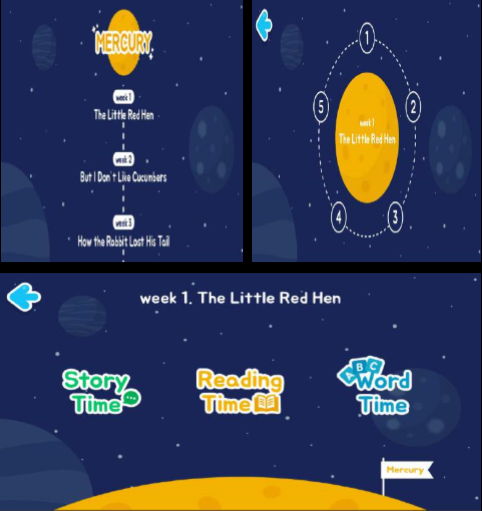 MERCURY
week 1
The Little Red Hen
week 2
But I Don't Like Cucumbers
week 3
How the Rabbit Lost His Tail
1
2
3
4
5
week 1
The Little Red Hen
week 1. The Little Red Hen
Story
Time
Reading
Time
ABC
Word
Time
Mercury